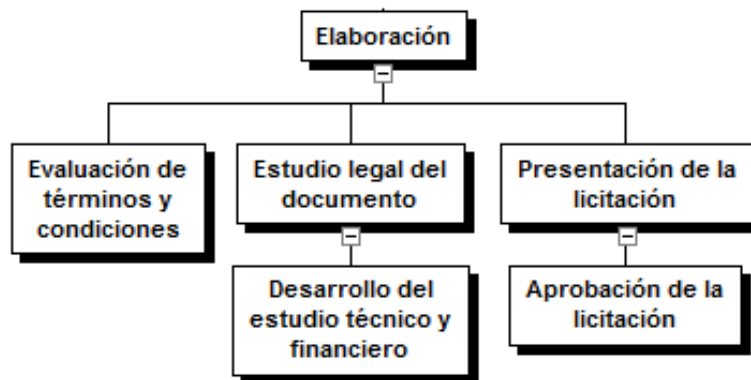 Elaboración
Evaluación de
términos y
condiciones
Estudio legal del
documento
Presentación de la
licitación
Desarrollo del
estudio técnico y
financiero
Aprobación de la
licitación